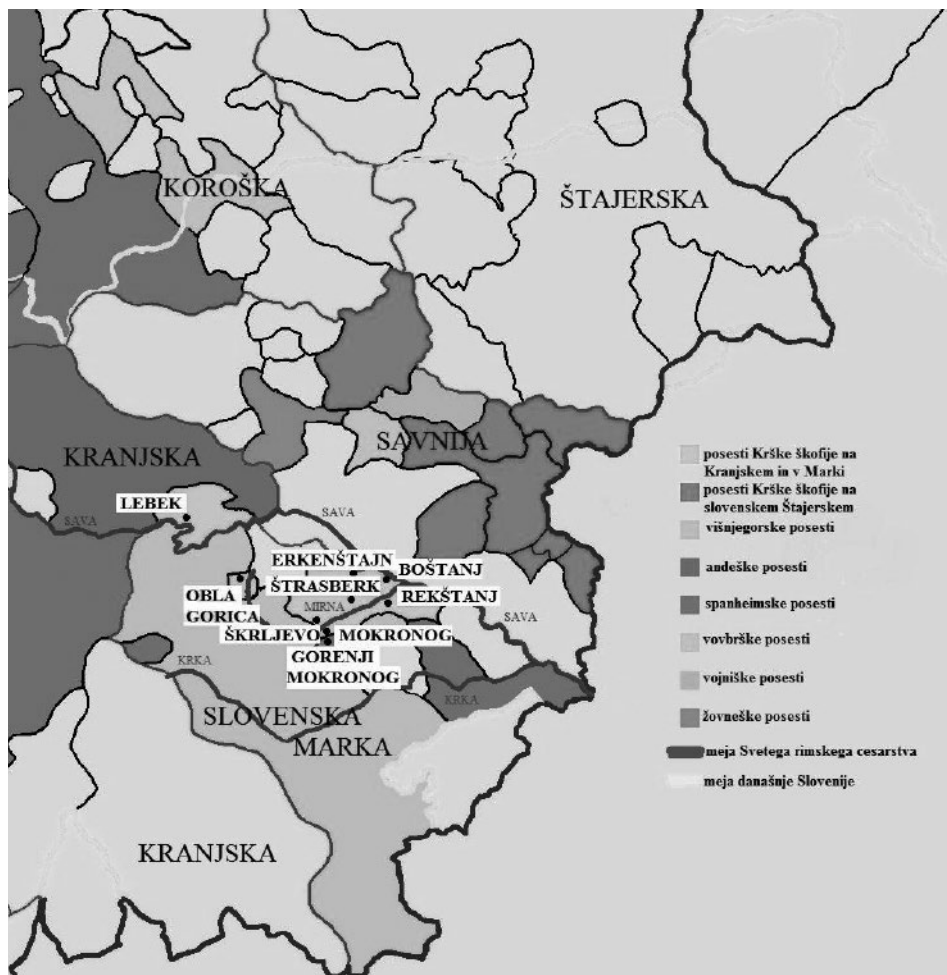 KOROŠKA
ŠTAJERSKA
SAVNIJA
KRANJSKA
LEBEK
SAVA
SAVA
ERKENŠTAJN
BOŠTANJ
OBLA
GORICA
ŠTRASBERK
MIRNA
REKŠTANJ
SAVA
ŠKRLJEVO
MOKRONOG
GORENJI
MOKRONOG
KRKA
KRKA
SLOVENSKA
MARKA
KRANJSKA
posesti Krške škofije na
Kranjskem in v Marki
posesti Krške škofije na
slovenskem Štajerskem
višnjegorske posesti
andeške posesti
spanheimske posesti
vovbrške posesti
vojniške posesti
žovneške posesti
meja Svetega rimskega cesarstva
meja današnje Slovenije